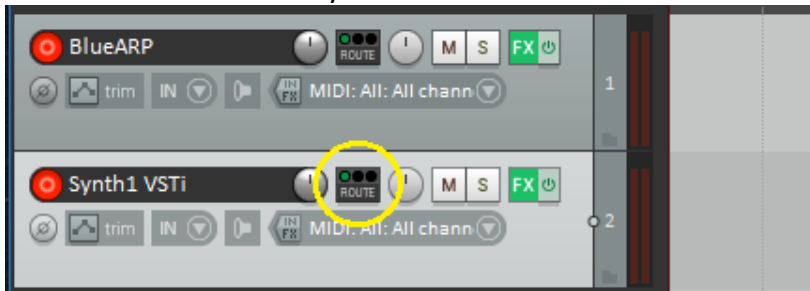 BlueARP ROUTE M S FX
trim IN IN FX MIDI: All: All chann 1
Synth1 VSTi ROUTE M S FX
trim IN IN FX MIDI: All: All chann 2